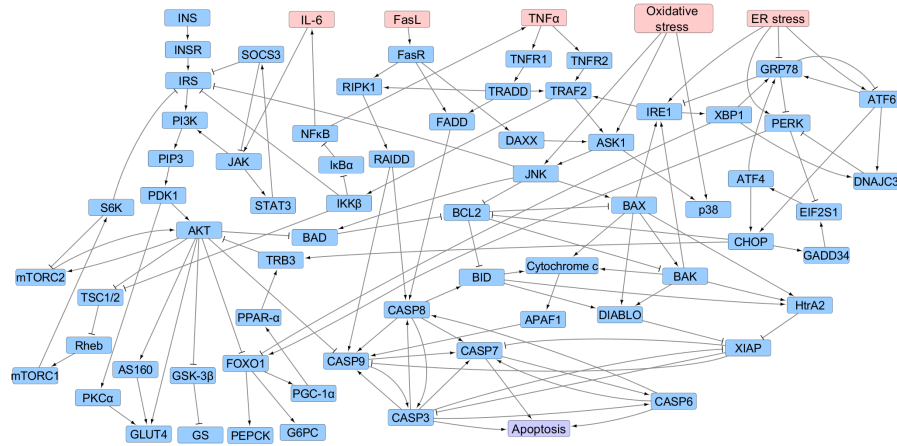 INS
IL-6
FasL
TNFα
Oxidative
stress
ER stress
INSR
SOCS3
FasR
TNFR1
TNFR2
GRP78
IRS
RIPK1
TRADD
TRAF2
IRE1
XBP1
ATF6
PI3K
NFκB
FADD
DAXX
ASK1
PERK
PIP3
JAK
IκBα
RAIDD
JNK
ATF4
DNAJC3
PDK1
S6K
STAT3
IKKβ
BCL2
BAX
p38
EIF2S1
AKT
BAD
CHOP
GADD34
mTORC2
TRB3
BID
Cytochrome c
BAK
TSC1/2
PPAR-α
CASP8
APAF1
DIABLO
HtrA2
Rheb
AS160
GSK-3β
FOXO1
CASP9
CASP7
XIAP
mTORC1
PKCα
PGC-1α
CASP3
CASP6
GLUT4
GS
PEPCK
G6PC
Apoptosis